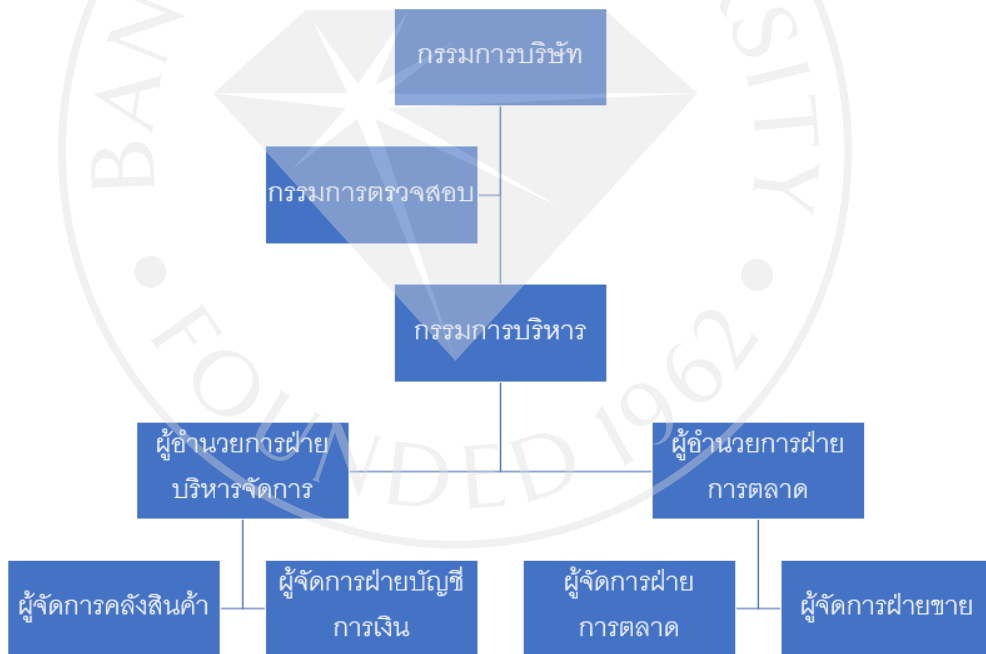 กรรมการบริษัท
กรรมการตรวจสอบ
กรรมการบริหาร
ผู้อำนวยการฝ่าย
บริหารจัดการ
ผู้อำนวยการฝ่าย
การตลาด
ผู้จัดการคลังสินค้า
ผู้จัดการฝ่ายบัญชี
การเงิน
ผู้จัดการฝ่าย
การตลาด
ผู้จัดการฝ่ายขาย
FOUNDED 1962